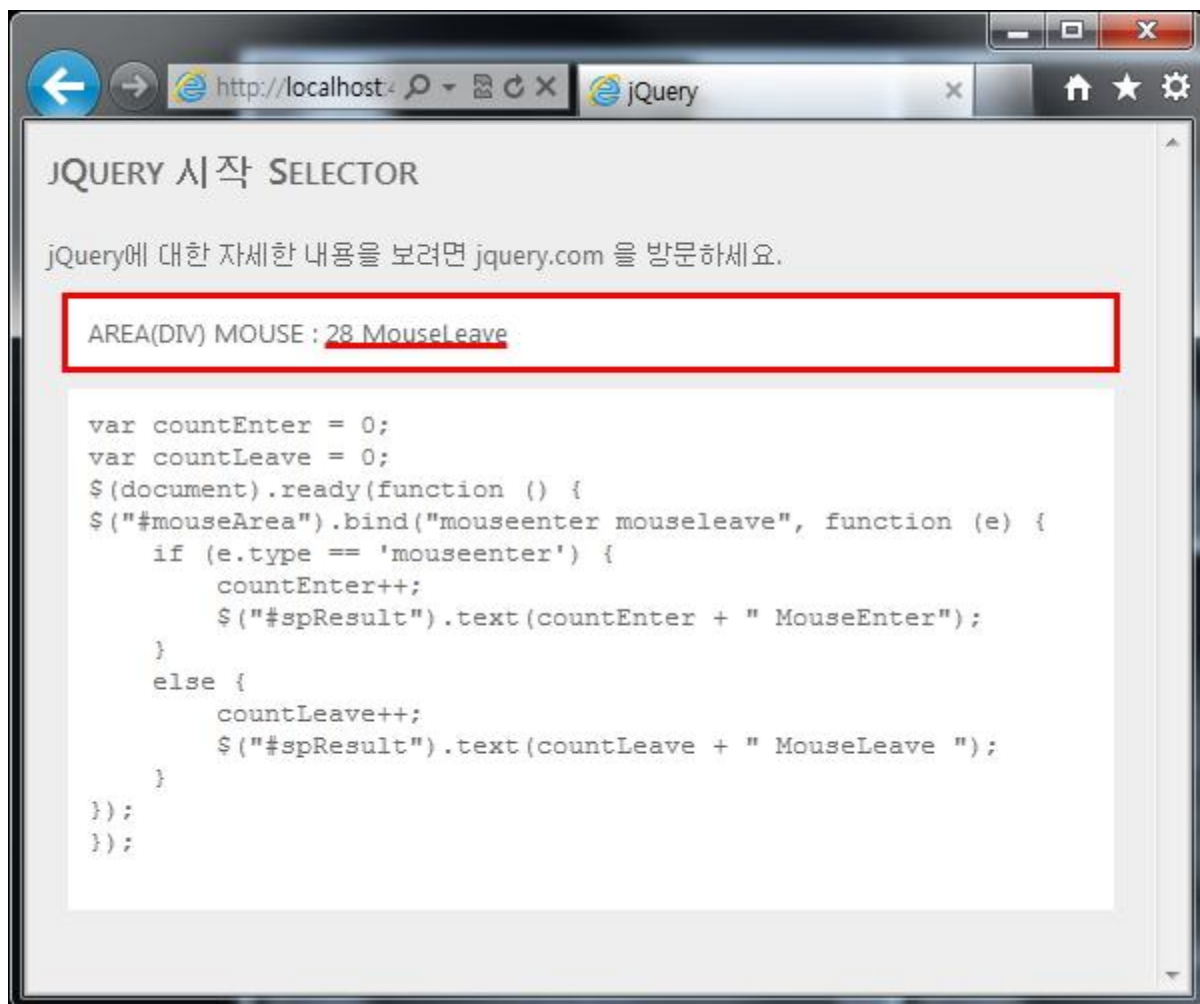 http://localhost:4
jQuery
JQUERY 시작 SELECTOR
jQuery에 대한 자세한 내용을 보려면 jquery.com 을 방문하세요.
AREA(DIV) MOUSE : 28 MouseLeave
var countEnter = 0;
var countLeave = 0;
$(document).ready(function () {
$("#mouseArea").bind("mouseenter mouseleave", function (e) {
    if (e.type == 'mouseenter') {
        countEnter++;
        $("#spResult").text(countEnter + " MouseEnter");
    }
    else {
        countLeave++;
        $("#spResult").text(countLeave + " MouseLeave ");
    }
});
});